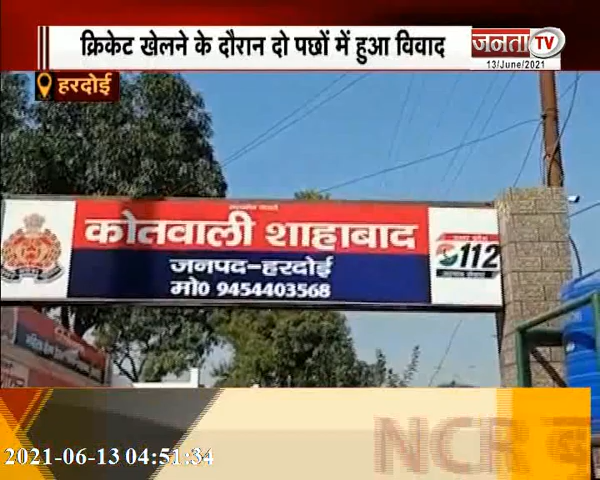 क्रिकेट खेलने के दौरान दो पछों में हुआ विवाद
जनता TV
13/June/2021
हरदोई
कोतवाली शाहाबाद
जनपद-हरदोई
मो0 9454403568
112
2021-06-13 04:51:34
NCR